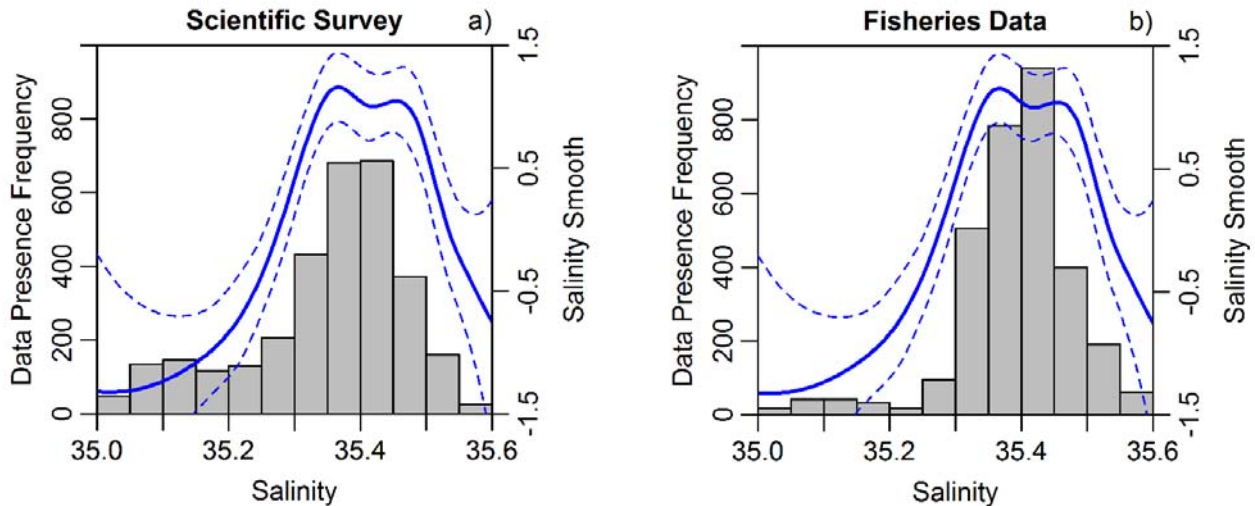 Scientific Survey
a)
Data Presence Frequency
0
200
400
600
800
Salinity Smooth
-1.5
-0.5
0.5
1.5
35.0
35.2
35.4
35.6
Salinity
Fisheries Data
b)
Data Presence Frequency
0
200
400
600
800
Salinity Smooth
-1.5
-0.5
0.5
1.5
35.0
35.2
35.4
35.6
Salinity